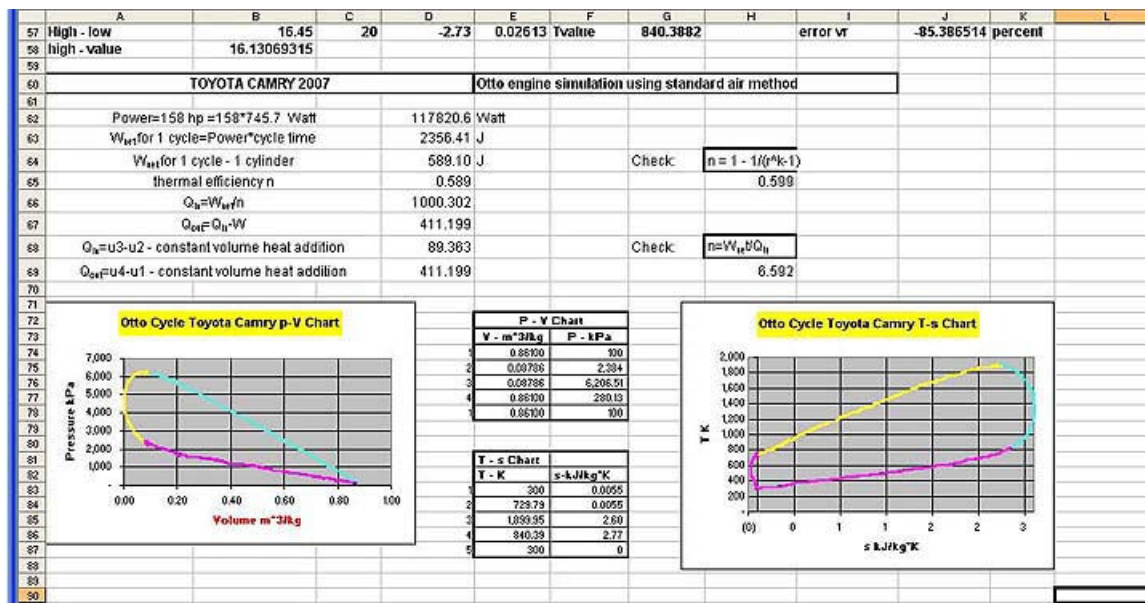 A B C D E F G H I J K L
57 High - low 16.45 20 -2.73 0.02613 Tvalue 840.3882 error vr -85.386514 percent
58 high - value 16.13069315
59
60 TOYOTA CAMRY 2007 Otto engine simulation using standard air method
61
62 Power=158 hp =158*745.7 Watt 117820.6 Watt
63 Wnet for 1 cycle=Power*cycle time 2356.41 J
64 Wnet for 1 cycle - 1 cylinder 589.10 J Check: n = 1 - 1/(r^k-1)
65 thermal efficiency n 0.589 0.599
66 Qin=Wnet/n 1000.302
67 Qout=Qin-W 411.199
68 Qin=u3-u2 - constant volume heat addition 89.363 Check: n=Wnet/Qin
69 Qout=u4-u1 - constant volume heat addition 411.199 6.592
70
71
72 P - V Chart
73 V - m^3/kg P - kPa
74 1 0.86100 100
75 2 0.08786 2,384
76 3 0.08786 6,206.51
77 4 0.86100 280.13
78 1 0.86100 100
79
80
81 T - s Chart
82 T - K s-kJ/kg*K
83 1 300 0.0055
84 2 729.79 0.0055
85 3 1,899.95 2.60
86 4 840.39 2.77
87 5 300 0
88
89
90
Otto Cycle Toyota Camry p-V Chart
Pressure kPa
7,000
6,000
5,000
4,000
3,000
2,000
1,000
-
0.00 0.20 0.40 0.60 0.80 1.00
Volume m^3/kg
Otto Cycle Toyota Camry T-s Chart
T K
2,000
1,800
1,600
1,400
1,200
1,000
800
600
400
200
(0) 0 1 1 2 2 3
s kJ/kg*K